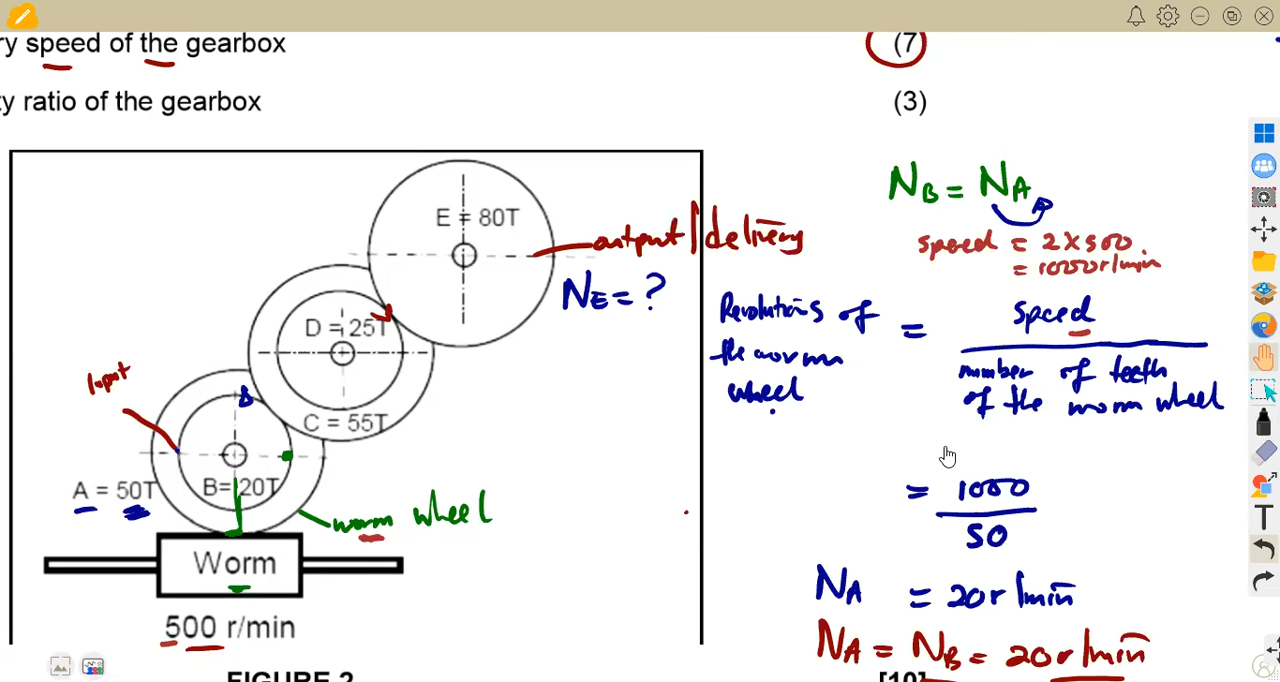 ry speed of the gearbox
(7
ty ratio of the gearbox
(3)
E = 80T
output/delivery
NE = ?
D = 25T
C = 55T
Input
B
A = 50T
B= 20T
worm wheel
Worm
500 r/min
FIGURE 2
[10]
NB = NA
speed = 2 x 500.
= 1000 r/min
Revolutions of
the worm
wheel
=
speed
number of teeth
of the worm wheel
= 1000
50
NA = 20 r/min
NA = NB = 20 r/min
T